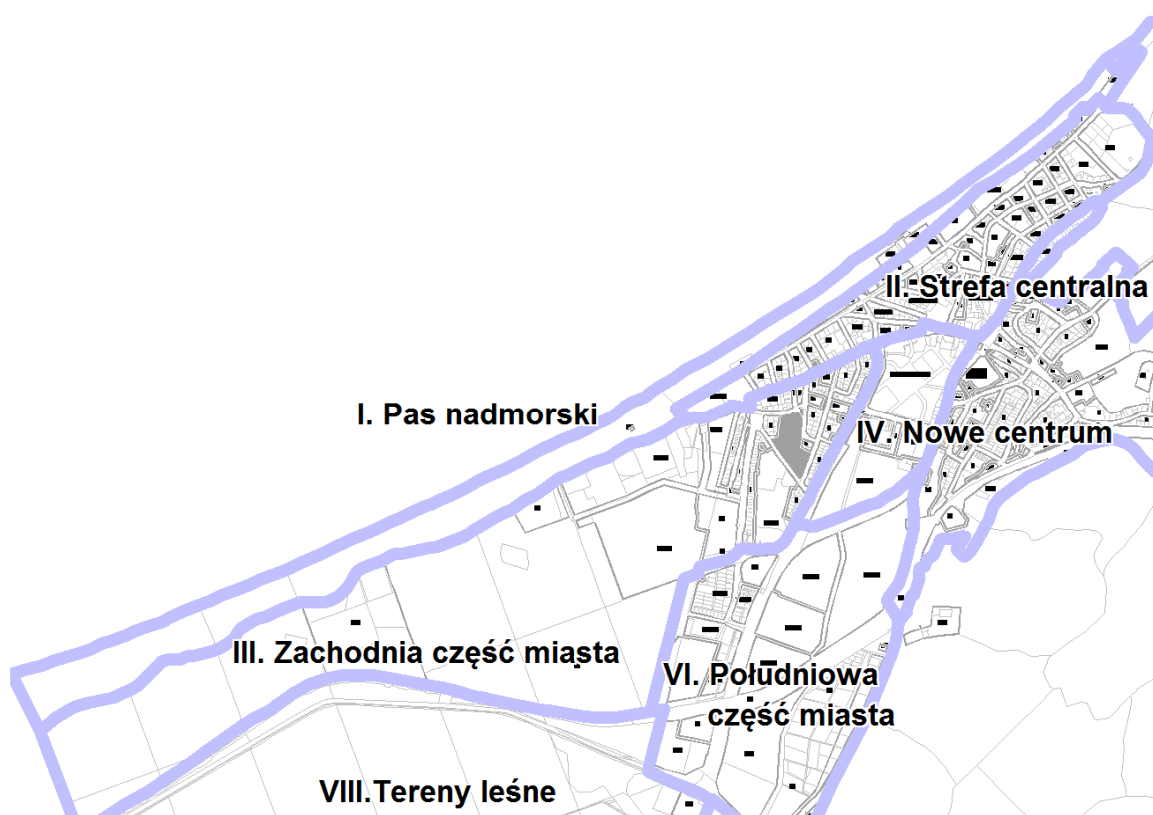 II. Strefa centralna
I. Pas nadmorski
IV. Nowe centrum
III. Zachodnia część miasta
VI. Południowa
część miasta
VIII.Tereny leśne